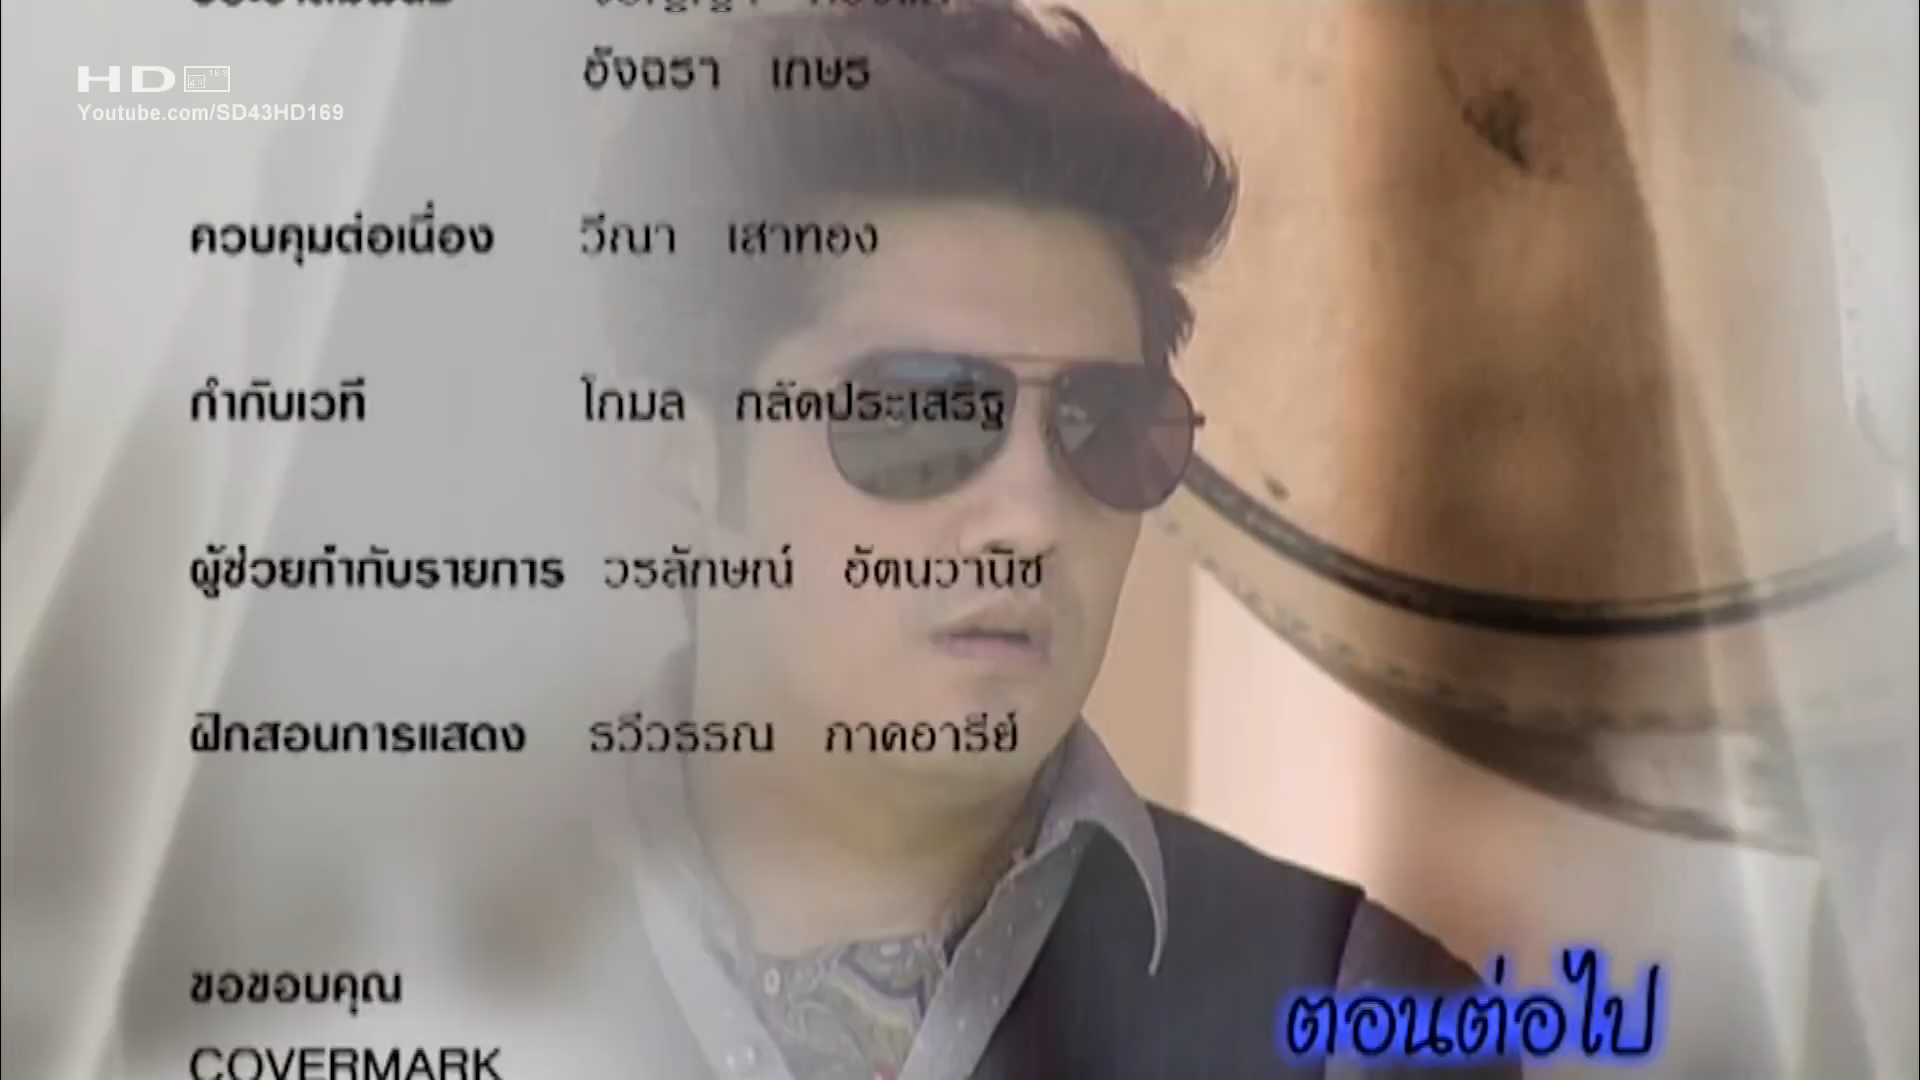 HD
Youtube.com/SD43HD169
อังฉรา เกษร
ควบคุมต่อเนื่อง วีณา เสาทอง
กำกับเวที โกมล กลัดประเสริฐ
ผู้ช่วยกำกับรายการ วรลักษณ์ อัตนวานิช
ฝึกสอนการแสดง รวีวรรณ ภาคอารีย์
ขอขอบคุณ
COVERMARK
ตอนต่อไป